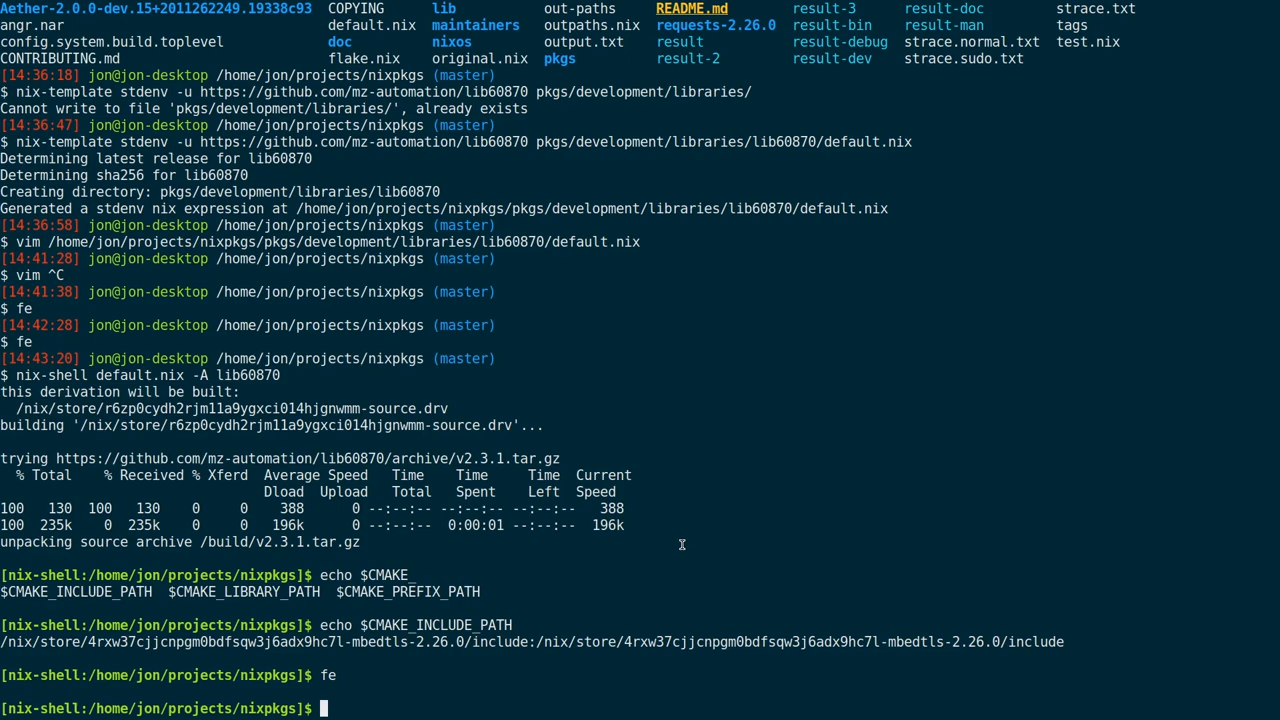 Aether-2.0.0-dev.15+2011262249.19338c93  COPYING       lib          out-paths     README.md        result-3      result-doc         strace.txt
angr.nar                                 default.nix   maintainers  outpaths.nix  requests-2.26.0  result-bin    result-man         tags
config.system.build.toplevel             doc           nixos        output.txt    result           result-debug  strace.normal.txt  test.nix
CONTRIBUTING.md                          flake.nix     original.nix  pkgs          result-2         result-dev    strace.sudo.txt
[14:36:18] jon@jon-desktop /home/jon/projects/nixpkgs (master)
$ nix-template stdenv -u https://github.com/mz-automation/lib60870 pkgs/development/libraries/
Cannot write to file 'pkgs/development/libraries/', already exists
[14:36:47] jon@jon-desktop /home/jon/projects/nixpkgs (master)
$ nix-template stdenv -u https://github.com/mz-automation/lib60870 pkgs/development/libraries/lib60870/default.nix
Determining latest release for lib60870
Determining sha256 for lib60870
Creating directory: pkgs/development/libraries/lib60870
Generated a stdenv nix expression at /home/jon/projects/nixpkgs/pkgs/development/libraries/lib60870/default.nix
[14:36:58] jon@jon-desktop /home/jon/projects/nixpkgs (master)
$ vim /home/jon/projects/nixpkgs/pkgs/development/libraries/lib60870/default.nix
[14:41:28] jon@jon-desktop /home/jon/projects/nixpkgs (master)
$ vim ^C
[14:41:38] jon@jon-desktop /home/jon/projects/nixpkgs (master)
$ fe
[14:42:28] jon@jon-desktop /home/jon/projects/nixpkgs (master)
$ fe
[14:43:20] jon@jon-desktop /home/jon/projects/nixpkgs (master)
$ nix-shell default.nix -A lib60870
this derivation will be built:
  /nix/store/r6zp0cydh2rjm11a9ygxci014hjgnwmm-source.drv
building '/nix/store/r6zp0cydh2rjm11a9ygxci014hjgnwmm-source.drv'...
trying https://github.com/mz-automation/lib60870/archive/v2.3.1.tar.gz
  % Total    % Received % Xferd  Average Speed   Time    Time     Time  Current
                                 Dload  Upload   Total   Spent    Left  Speed
100   130  100   130    0     0    388      0 --:--:-- --:--:-- --:--:--   388
100  235k    0  235k    0     0   196k      0 --:--:--  0:00:01 --:--:--  196k
unpacking source archive /build/v2.3.1.tar.gz
[nix-shell:/home/jon/projects/nixpkgs]$ echo $CMAKE_
$CMAKE_INCLUDE_PATH  $CMAKE_LIBRARY_PATH  $CMAKE_PREFIX_PATH
[nix-shell:/home/jon/projects/nixpkgs]$ echo $CMAKE_INCLUDE_PATH
/nix/store/4rxw37cjjcnpgm0bdfsqw3j6adx9hc7l-mbedtls-2.26.0/include:/nix/store/4rxw37cjjcnpgm0bdfsqw3j6adx9hc7l-mbedtls-2.26.0/include
[nix-shell:/home/jon/projects/nixpkgs]$ fe
[nix-shell:/home/jon/projects/nixpkgs]$